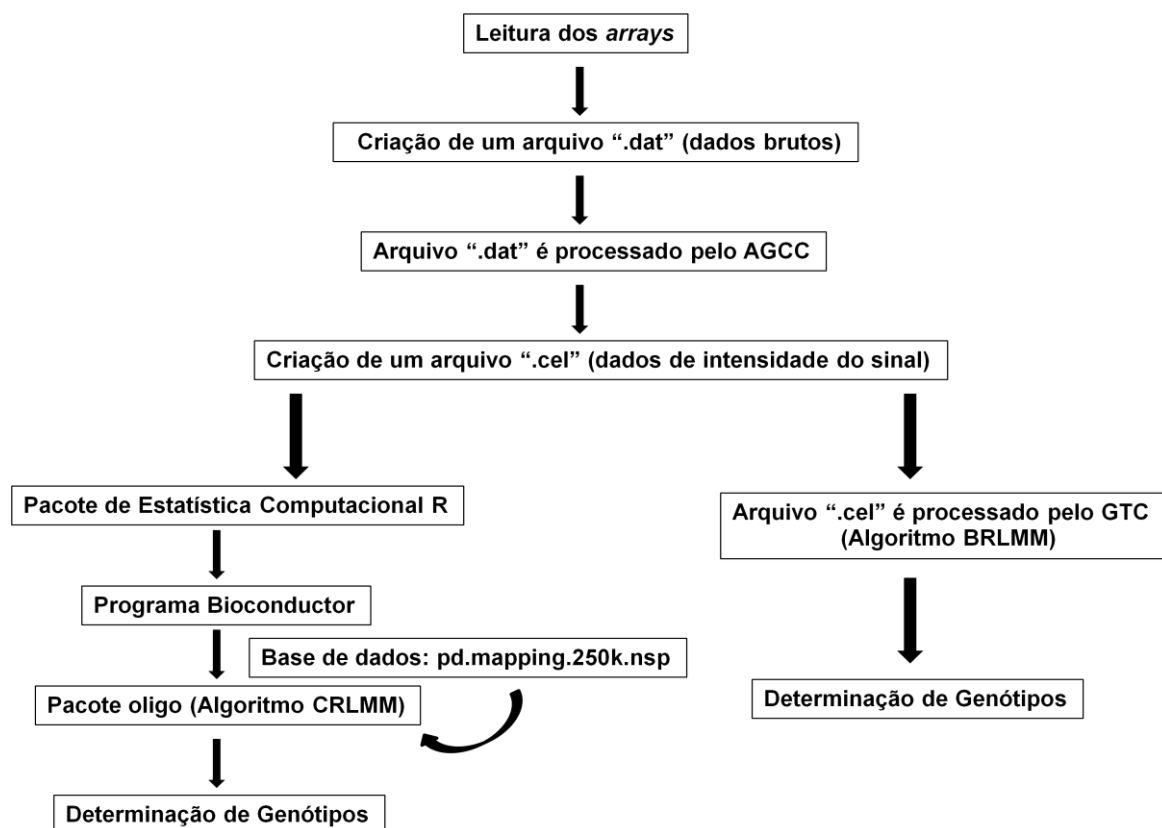 Leitura dos arrays
Criação de um arquivo “.dat” (dados brutos)
Arquivo “.dat” é processado pelo AGCC
Criação de um arquivo “.cel” (dados de intensidade do sinal)
Pacote de Estatística Computacional R
Programa Bioconductor
Base de dados: pd.mapping.250k.nsp
Pacote oligo (Algoritmo CRLMM)
Determinação de Genótipos
Arquivo “.cel” é processado pelo GTC
(Algoritmo BRLMM)
Determinação de Genótipos